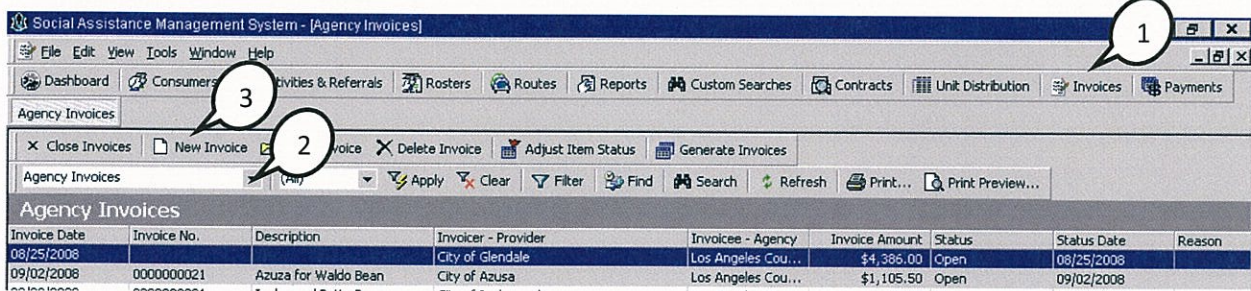 Social Assistance Management System - [Agency Invoices]
1
File Edit View Tools Window Help
Dashboard Consumers tivities & Referrals Rosters Routes Reports Custom Searches Contracts Unit Distribution Invoices Payments
3
Agency Invoices
2
Close Invoices New Invoice voice Delete Invoice Adjust Item Status Generate Invoices
Agency Invoices (All) Apply Clear Filter Find Search Refresh Print... Print Preview...
Agency Invoices
Invoice Date Invoice No. Description Invoicer - Provider Invoicee - Agency Invoice Amount Status Status Date Reason
08/25/2008 City of Glendale Los Angeles Cou... $4,386.00 Open 08/25/2008
09/02/2008 0000000021 Azuza for Waldo Bean City of Azusa Los Angeles Cou... $1,105.50 Open 09/02/2008